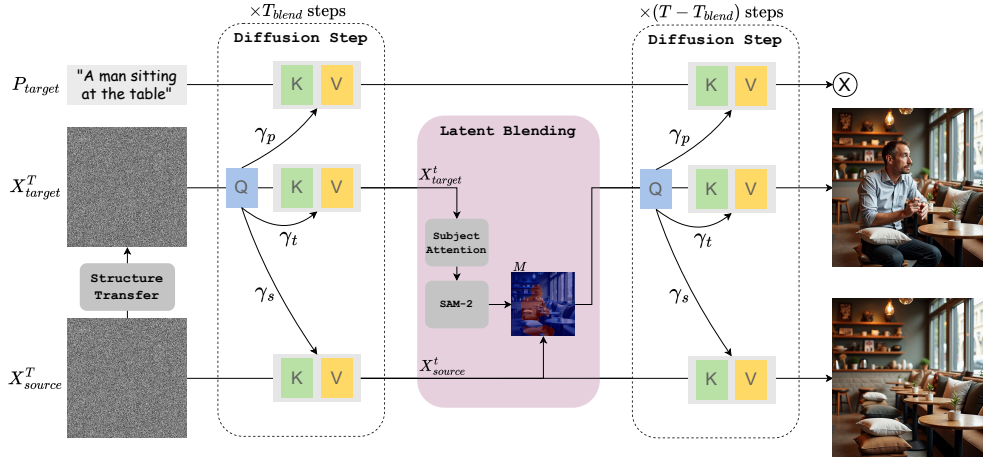 ×T_blend steps
×(T − T_blend) steps
Diffusion Step
Diffusion Step
P_target
"A man sitting
at the table"
K V
K V
X
γ_p
γ_p
Latent Blending
X^T_target
Q
K V
X^t_target
Q
K V
γ_t
γ_t
Subject
Attention
Structure
Transfer
γ_s
γ_s
M
SAM-2
X^T_source
K V
X^t_source
K V